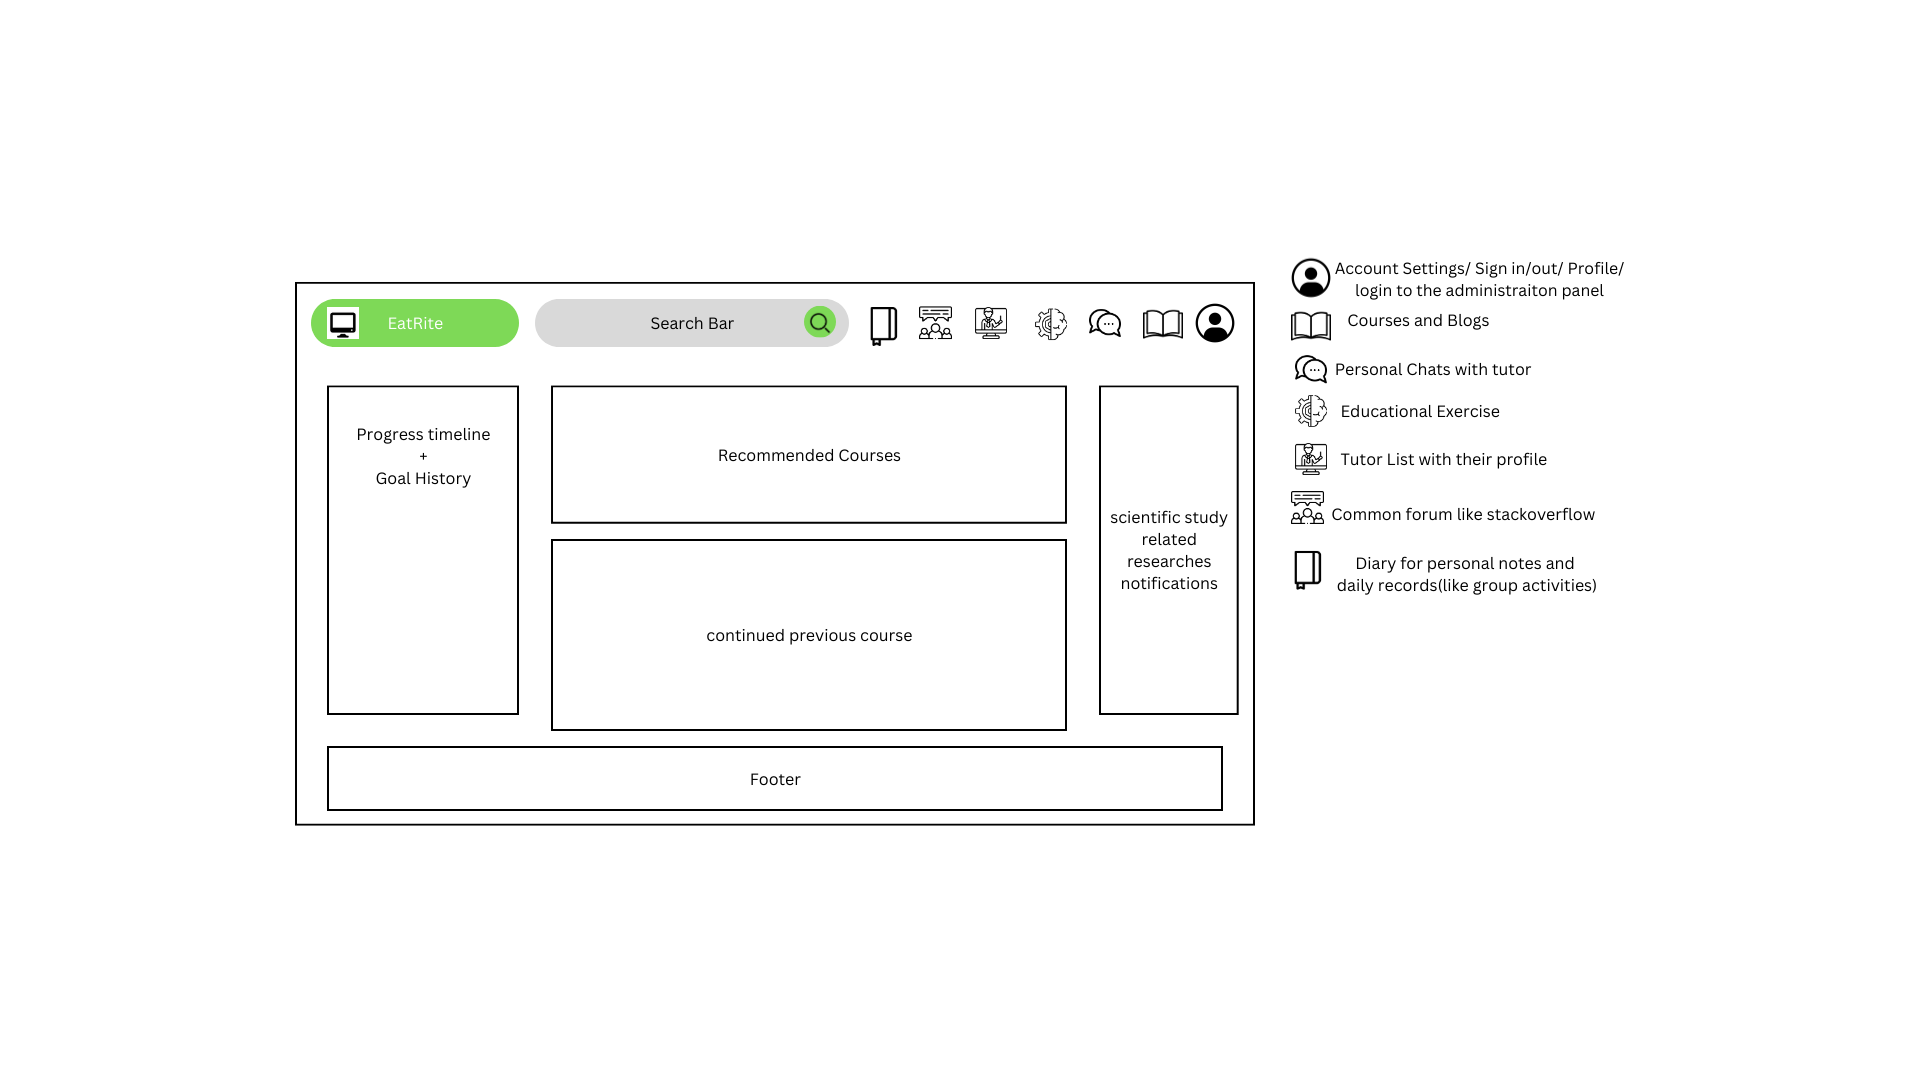 EatRite
Search Bar
Progress timeline
+
Goal History
Recommended Courses
continued previous course
scientific study
related
researches
notifications
Footer
Account Settings/ Sign in/out/ Profile/
login to the administraiton panel
Courses and Blogs
Personal Chats with tutor
Educational Exercise
Tutor List with their profile
Common forum like stackoverflow
Diary for personal notes and
daily records(like group activities)